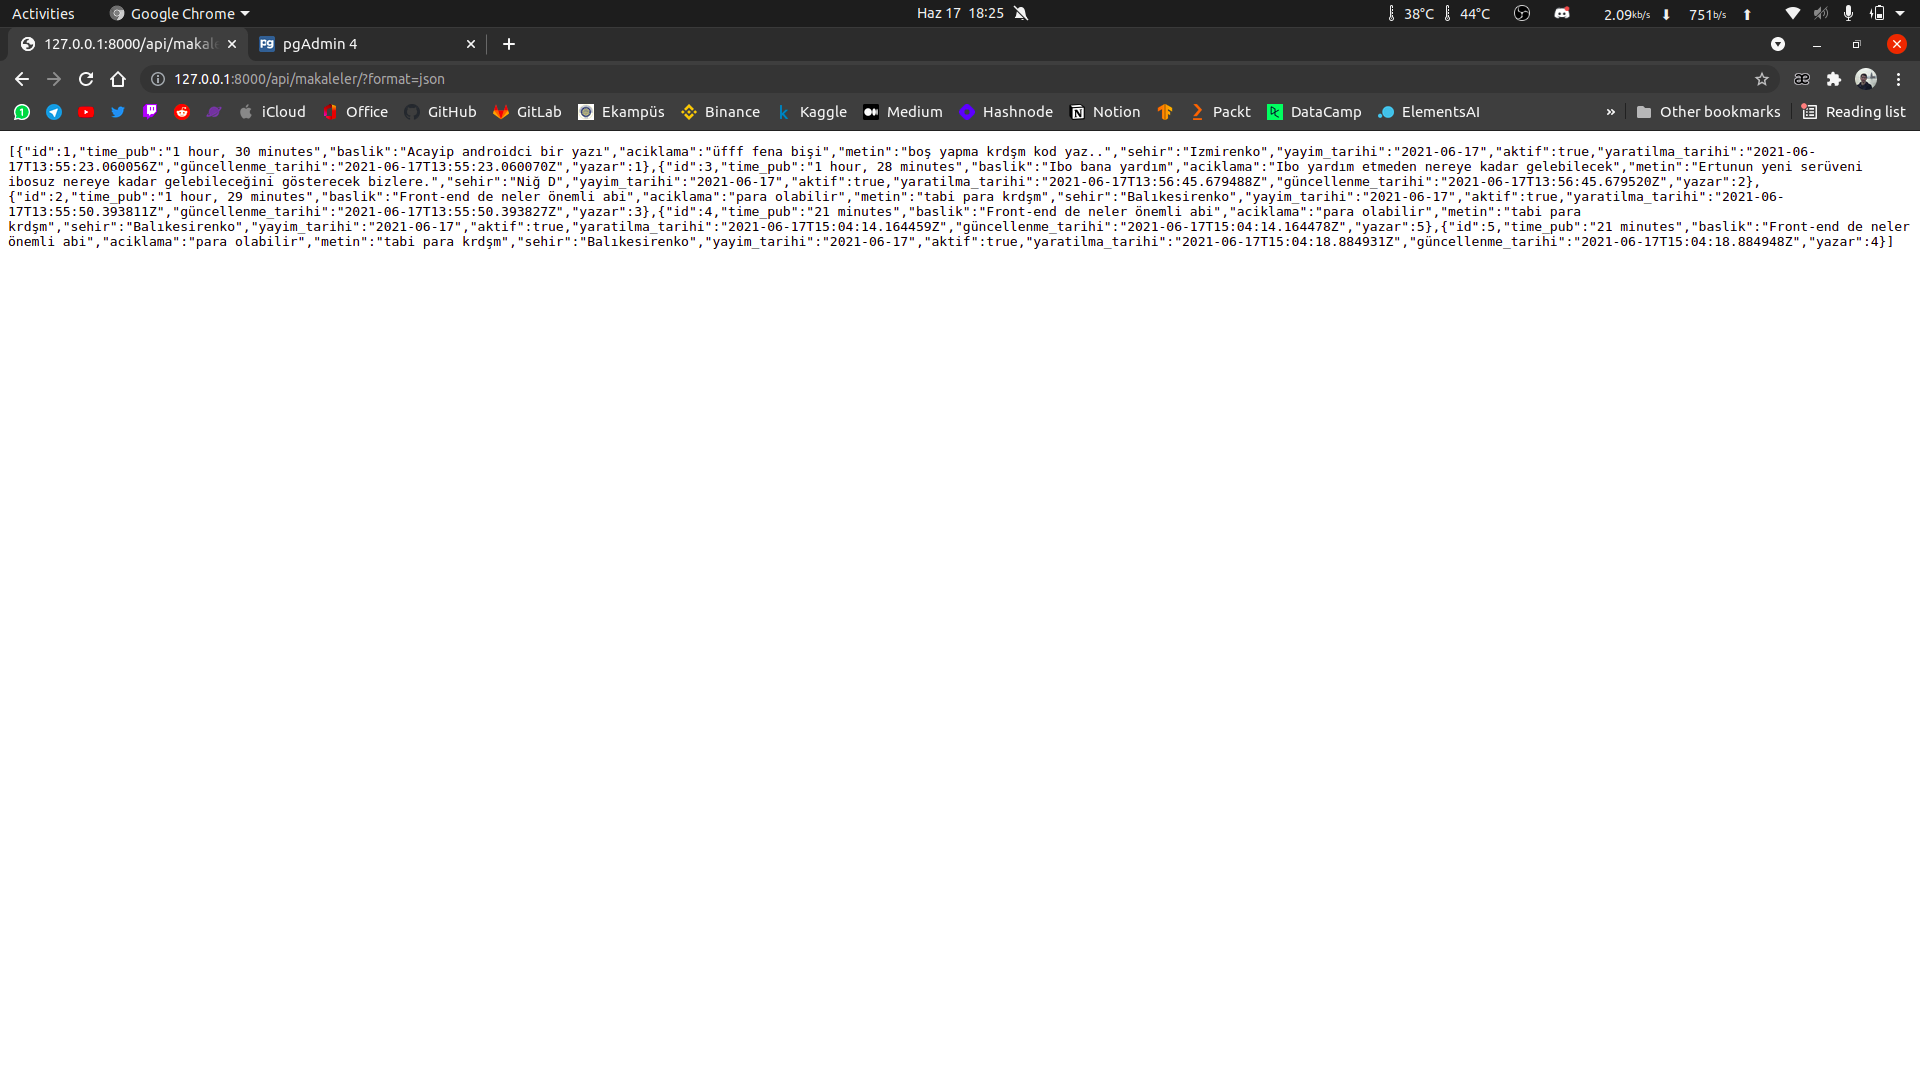 Activities Google Chrome Haz 17 18:25 38°C 44°C 2.09kb/s 751b/s
127.0.0.1:8000/api/makale pgAdmin 4
127.0.0.1:8000/api/makaleler/?format=json
iCloud Office GitHub GitLab Ekampüs Binance Kaggle Medium Hashnode Notion Packt DataCamp ElementsAI » Other bookmarks Reading list
[{"id":1,"time_pub":"1 hour, 30 minutes","baslik":"Acayip androidci bir yazı","aciklama":"üfff fena bişi","metin":"boş yapma krdşm kod yaz..","sehir":"Izmirenko","yayim_tarihi":"2021-06-17","aktif":true,"yaratilma_tarihi":"2021-06-
17T13:55:23.060056Z","güncellenme_tarihi":"2021-06-17T13:55:23.060070Z","yazar":1},{"id":3,"time_pub":"1 hour, 28 minutes","baslik":"Ibo bana yardım","aciklama":"Ibo yardım etmeden nereye kadar gelebilecek","metin":"Ertunun yeni serüveni
ibosuz nereye kadar gelebileceğini gösterecek bizlere.","sehir":"Niğ D","yayim_tarihi":"2021-06-17","aktif":true,"yaratilma_tarihi":"2021-06-17T13:56:45.679488Z","güncellenme_tarihi":"2021-06-17T13:56:45.679520Z","yazar":2},
{"id":2,"time_pub":"1 hour, 29 minutes","baslik":"Front-end de neler önemli abi","aciklama":"para olabilir","metin":"tabi para krdşm","sehir":"Balıkesirenko","yayim_tarihi":"2021-06-17","aktif":true,"yaratilma_tarihi":"2021-06-
17T13:55:50.393811Z","güncellenme_tarihi":"2021-06-17T13:55:50.393827Z","yazar":3},{"id":4,"time_pub":"21 minutes","baslik":"Front-end de neler önemli abi","aciklama":"para olabilir","metin":"tabi para
krdşm","sehir":"Balıkesirenko","yayim_tarihi":"2021-06-17","aktif":true,"yaratilma_tarihi":"2021-06-17T15:04:14.164459Z","güncellenme_tarihi":"2021-06-17T15:04:14.164478Z","yazar":5},{"id":5,"time_pub":"21 minutes","baslik":"Front-end de neler
önemli abi","aciklama":"para olabilir","metin":"tabi para krdşm","sehir":"Balıkesirenko","yayim_tarihi":"2021-06-17","aktif":true,"yaratilma_tarihi":"2021-06-17T15:04:18.884931Z","güncellenme_tarihi":"2021-06-17T15:04:18.884948Z","yazar":4}]